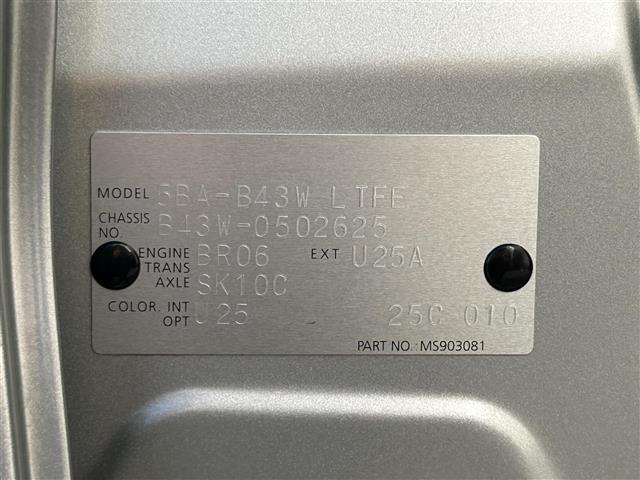 MODEL 5BA-B43W LTFE
CHASSIS NO. B43W-0502625
ENGINE BR06 EXT U25A
TRANS AXLE SK10C
COLOR. INT U25 25C 010
OPT
PART NO.: MS903081